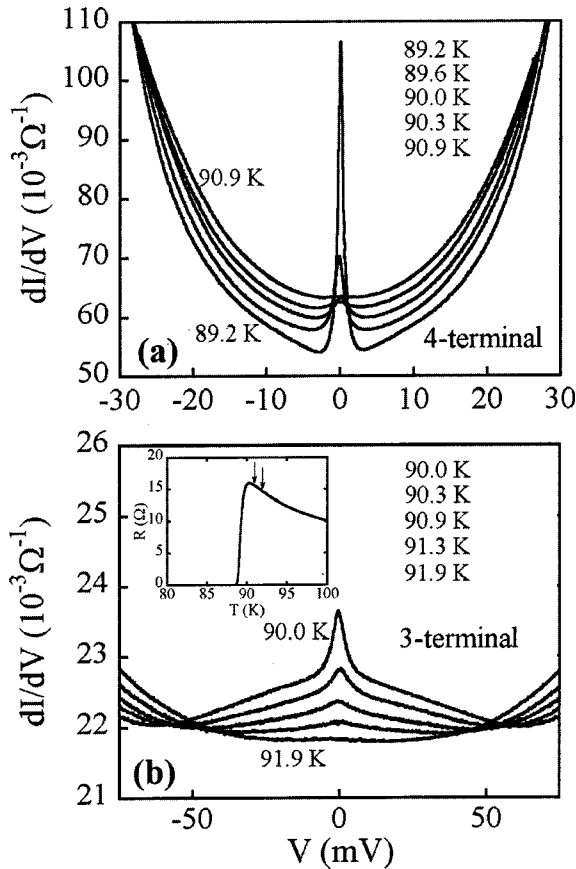 110
100
90
80
70
60
50
dI/dV (10⁻³Ω⁻¹)
89.2 K
89.6 K
90.0 K
90.3 K
90.9 K
90.9 K
89.2 K
(a)
4-terminal
-30 -20 -10 0 10 20 30
26
25
24
23
22
21
dI/dV (10⁻³Ω⁻¹)
20
15
10
5
0
R (Ω)
80 85 90 95 100
T (K)
90.0 K
90.3 K
90.9 K
91.3 K
91.9 K
90.0 K
3-terminal
91.9 K
(b)
-50 0 50
V (mV)